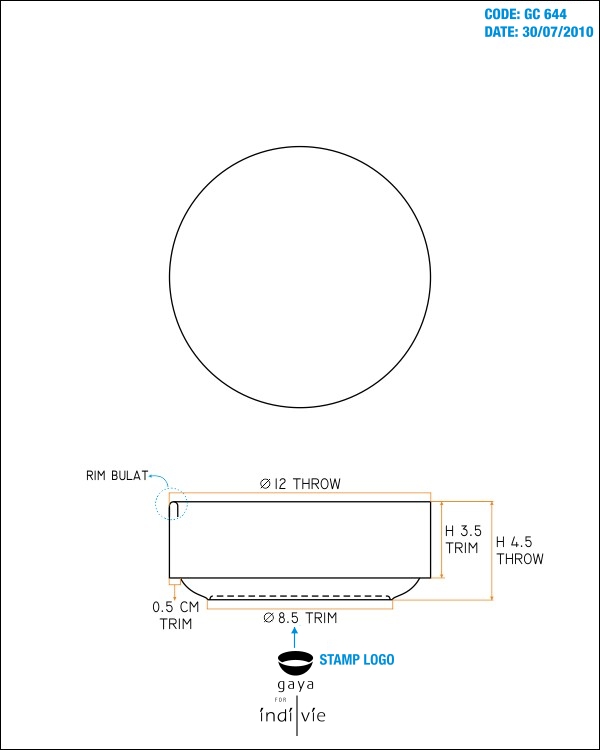 CODE: GC 644
DATE: 30/07/2010
RIM BULAT
Ø 12 THROW
H 3.5
TRIM
H 4.5
THROW
0.5 CM
TRIM
Ø 8.5 TRIM
STAMP LOGO
gaya
FOR
indi vie